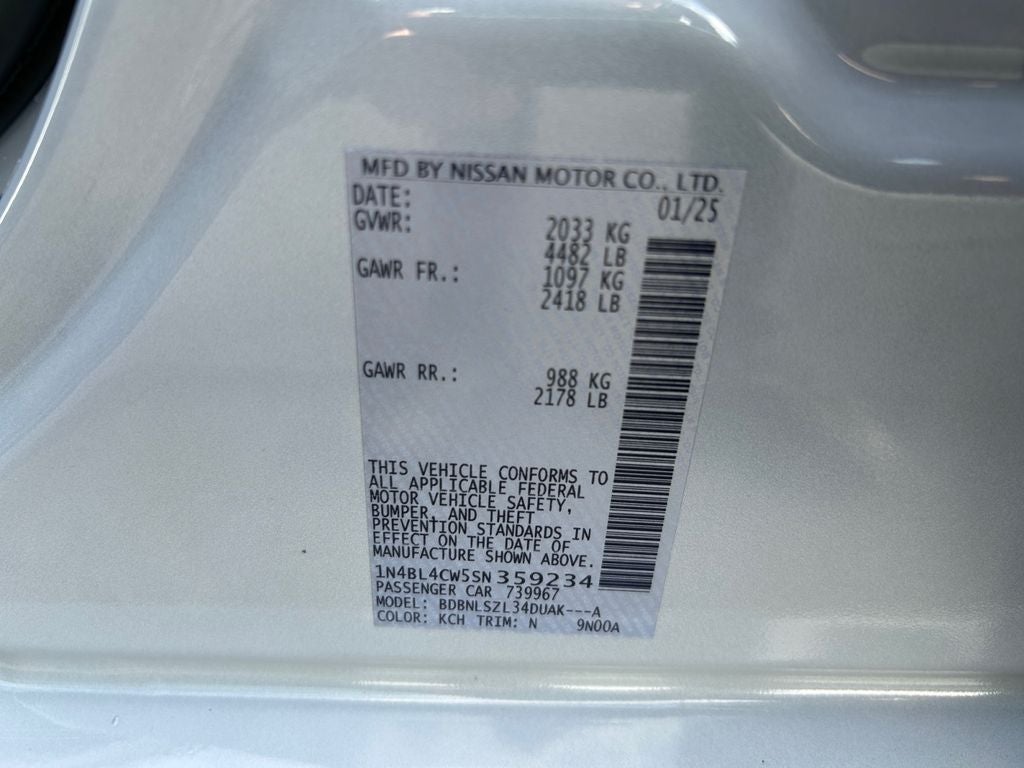 MFD BY NISSAN MOTOR CO., LTD.
DATE: 01/25
GVWR: 2033 KG
4482 LB
GAWR FR.: 1097 KG
2418 LB
GAWR RR.: 988 KG
2178 LB
THIS VEHICLE CONFORMS TO
ALL APPLICABLE FEDERAL
MOTOR VEHICLE SAFETY,
BUMPER, AND THEFT
PREVENTION STANDARDS IN
EFFECT ON THE DATE OF
MANUFACTURE SHOWN ABOVE.
1N4BL4CW5SN359234
PASSENGER CAR 739967
MODEL: BDBNLSZL34DUAK---A
COLOR: KCH TRIM: N 9N00A